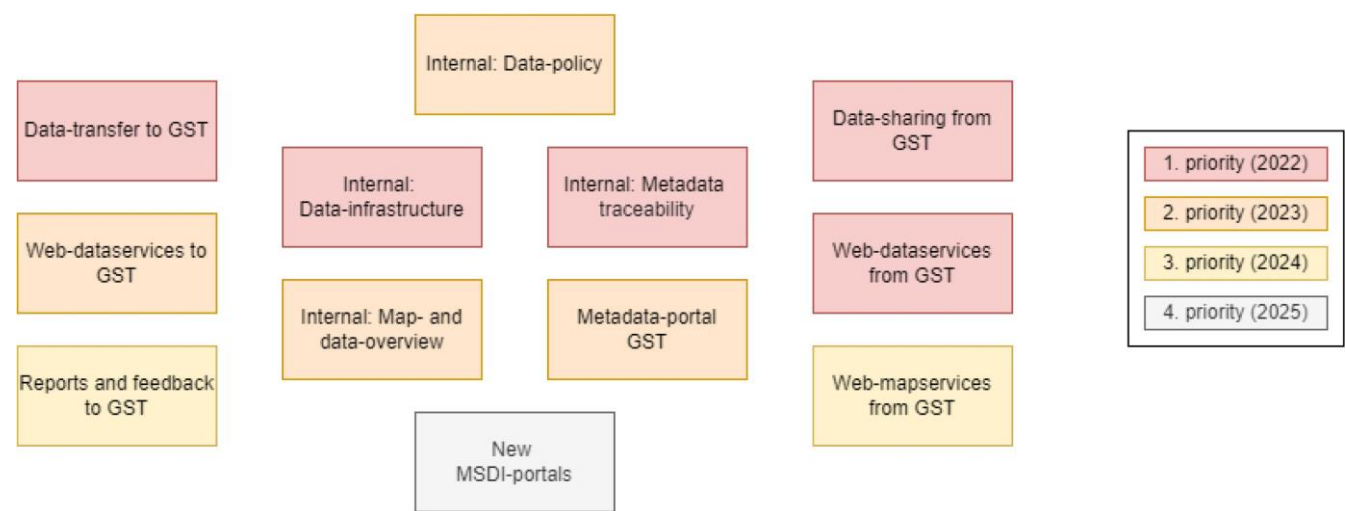 Internal: Data-policy
Data-transfer to GST
Data-sharing from
GST
Internal:
Data-infrastructure
Internal: Metadata
traceability
Web-dataservices to
GST
Web-dataservices
from GST
Internal: Map- and
data-overview
Metadata-portal
GST
Reports and feedback
to GST
Web-mapservices
from GST
New
MSDI-portals
1. priority (2022)
2. priority (2023)
3. priority (2024)
4. priority (2025)